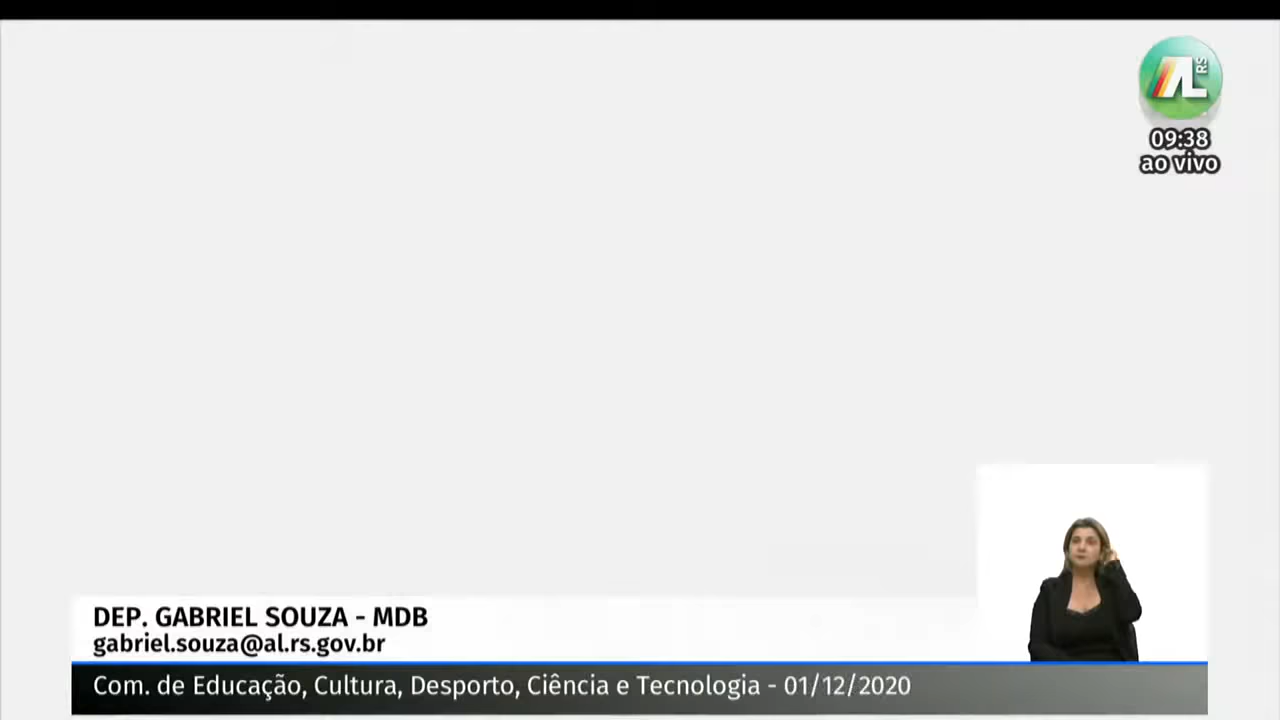 AL RS
09:38
ao vivo
DEP. GABRIEL SOUZA - MDB
gabriel.souza@al.rs.gov.br
Com. de Educação, Cultura, Desporto, Ciência e Tecnologia - 01/12/2020